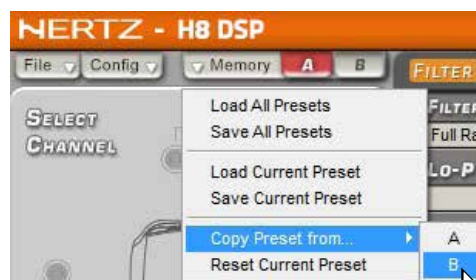 HERTZ - H8 DSP
File Config Memory A B FILTER
Load All Presets
Save All Presets
Load Current Preset
Save Current Preset
Copy Preset from...
Reset Current Preset
A
B
SELECT
CHANNEL
Full Ra
LO-P